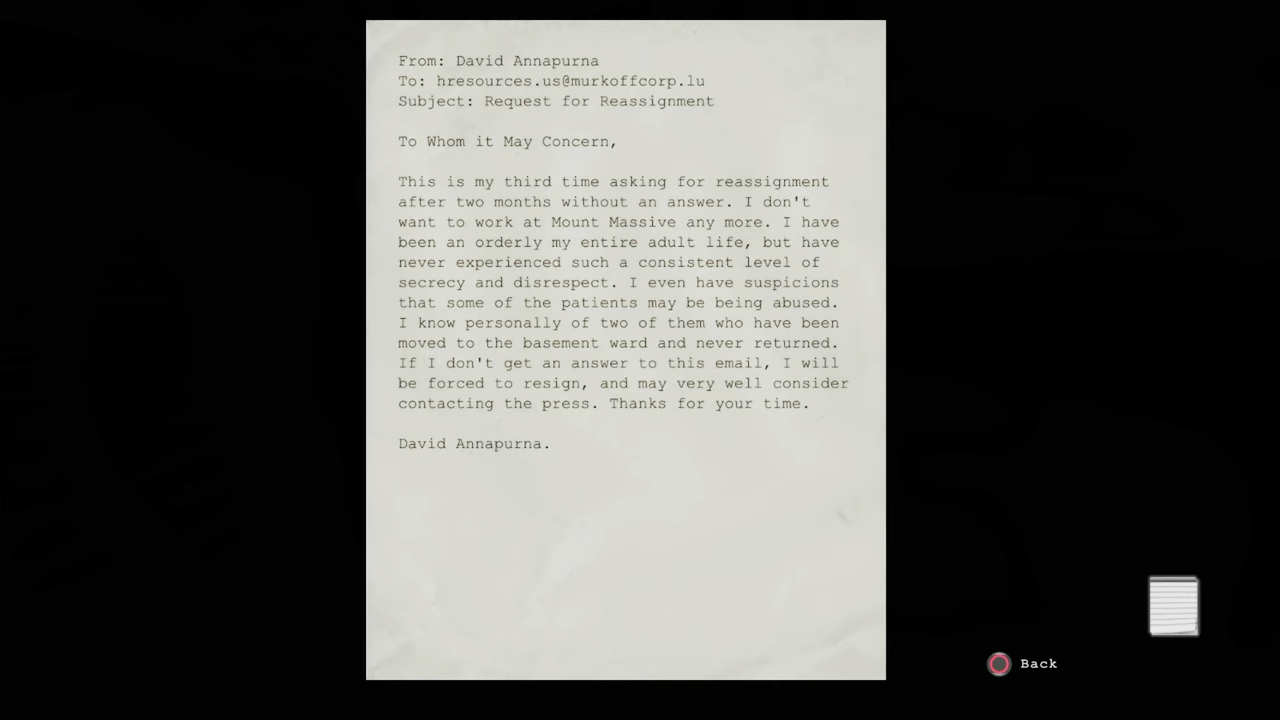 From: David Annapurna
To: hresources.us@murkoffcorp.lu
Subject: Request for Reassignment
To Whom it May Concern,
This is my third time asking for reassignment
after two months without an answer. I don't
want to work at Mount Massive any more. I have
been an orderly my entire adult life, but have
never experienced such a consistent level of
secrecy and disrespect. I even have suspicions
that some of the patients may be being abused.
I know personally of two of them who have been
moved to the basement ward and never returned.
If I don't get an answer to this email, I will
be forced to resign, and may very well consider
contacting the press. Thanks for your time.
David Annapurna.
Back